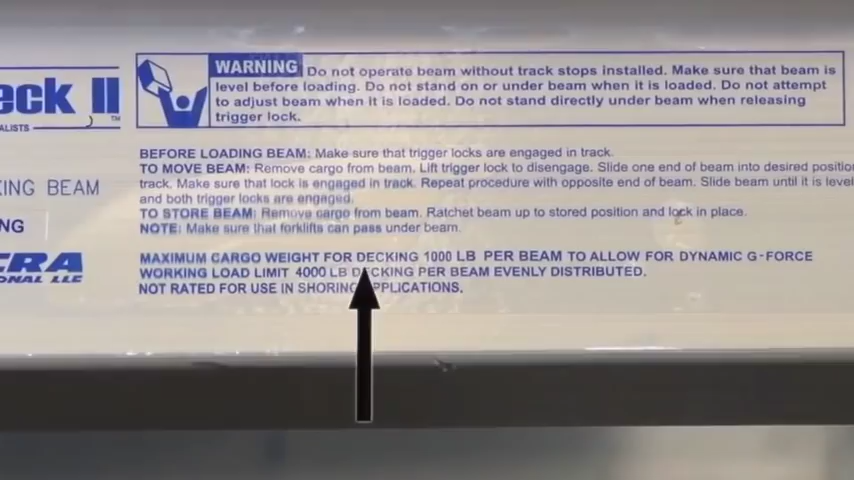 eck II
TM
ALISTS
KING BEAM
NG
CRA
ONAL LLC
WARNING Do not operate beam without track stops installed. Make sure that beam is
level before loading. Do not stand on or under beam when it is loaded. Do not attempt
to adjust beam when it is loaded. Do not stand directly under beam when releasing
trigger lock.
BEFORE LOADING BEAM: Make sure that trigger locks are engaged in track.
TO MOVE BEAM: Remove cargo from beam. Lift trigger lock to disengage. Slide one end of beam into desired position
track. Make sure that lock is engaged in track. Repeat procedure with opposite end of beam. Slide beam until it is level
and both trigger locks are engaged.
TO STORE BEAM: Remove cargo from beam. Ratchet beam up to stored position and lock in place.
NOTE: Make sure that forklifts can pass under beam.
MAXIMUM CARGO WEIGHT FOR DECKING 1000 LB PER BEAM TO ALLOW FOR DYNAMIC G-FORCE
WORKING LOAD LIMIT 4000 LB DECKING PER BEAM EVENLY DISTRIBUTED.
NOT RATED FOR USE IN SHORING APPLICATIONS.